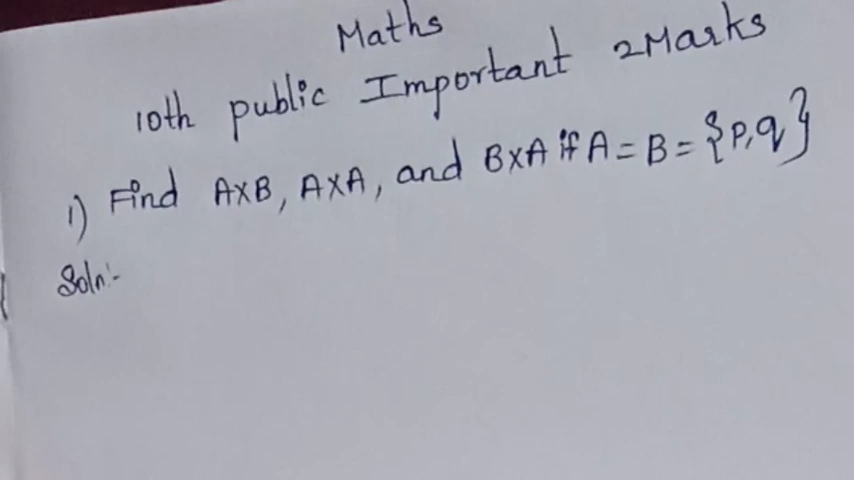 Maths
10th public Important 2Marks
1) Find A×B, A×A, and B×A if A = B = {p,q}
Soln:-